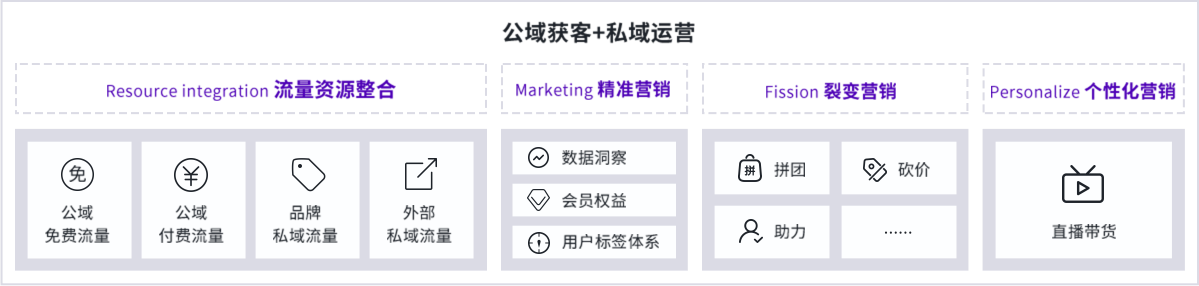 公域获客+私域运营
Resource integration 流量资源整合
Marketing 精准营销
Fission 裂变营销
Personalize 个性化营销
免
公域
免费流量
¥
公域
付费流量
品牌
私域流量
外部
私域流量
数据洞察
会员权益
用户标签体系
拼
拼团
砍价
助力
······
直播带货